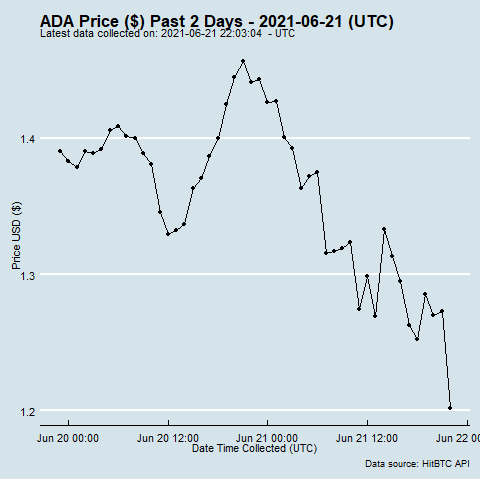 ADA Price ($) Past 2 Days - 2021-06-21 (UTC)
Latest data collected on: 2021-06-21 22:03:04  - UTC
Price USD ($)
1.4
1.3
1.2
Jun 20 00:00 Jun 20 12:00 Jun 21 00:00 Jun 21 12:00 Jun 22 00
Date Time Collected (UTC)
Data source: HitBTC API